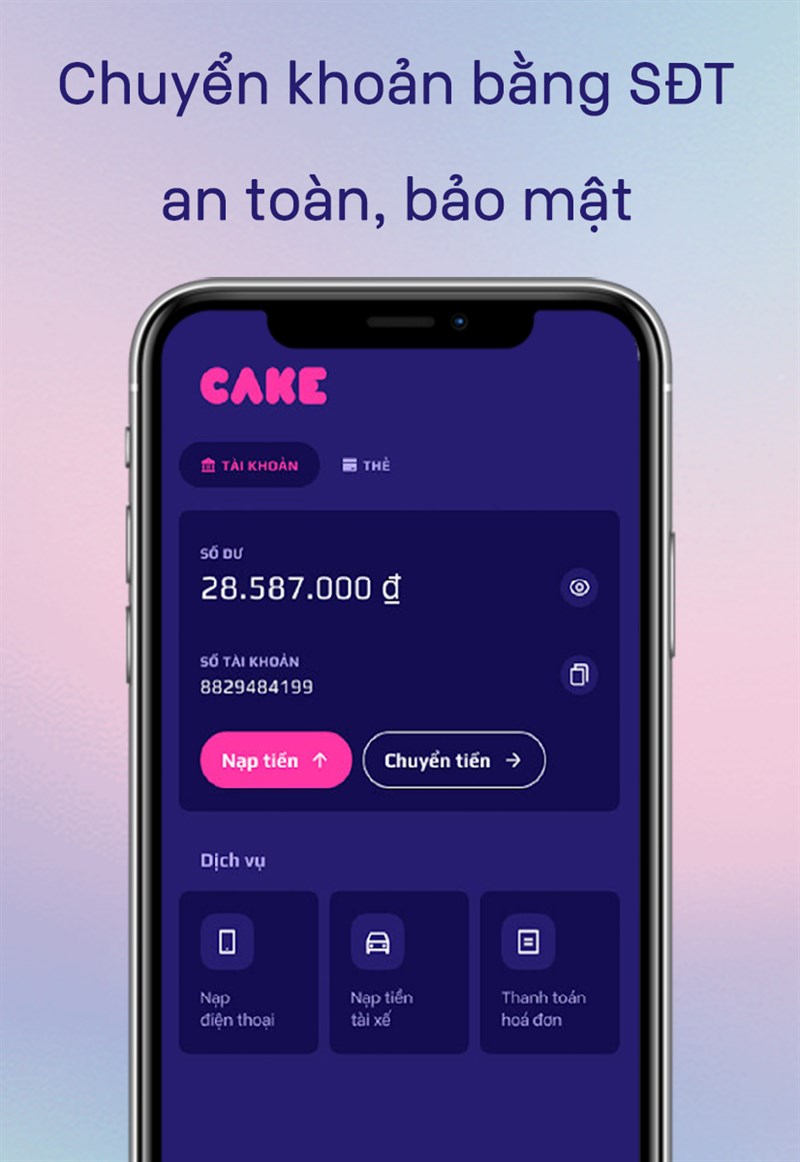 Chuyển khoản bằng SĐT
an toàn, bảo mật
CAKE
TÀI KHOẢN THẺ
SỐ DƯ
28.587.000 ₫
SỐ TÀI KHOẢN
8829484199
Nạp tiền ↑ Chuyển tiền →
Dịch vụ
Nạp
điện thoại
Nạp tiền
tài xế
Thanh toán
hoá đơn